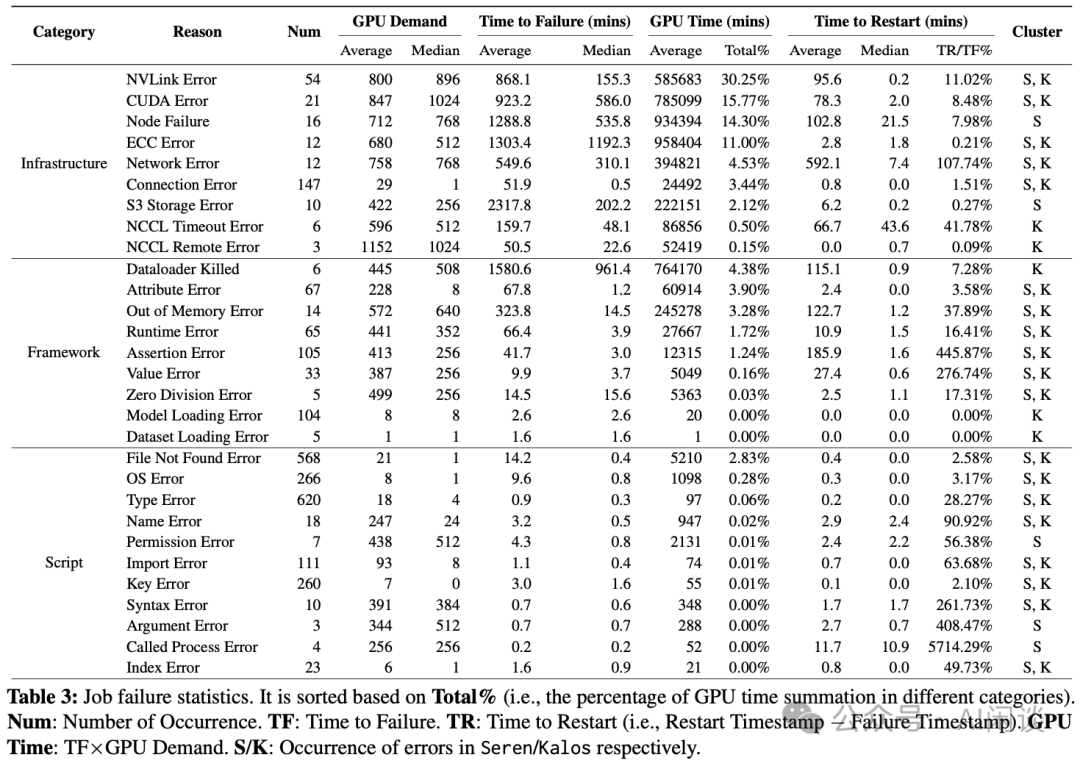 Category Reason Num GPU Demand Time to Failure (mins) GPU Time (mins) Time to Restart (mins) Cluster
Average Median Average Median Average Total% Average Median TR/TF%
Infrastructure
NVLink Error 54 800 896 868.1 155.3 585683 30.25% 95.6 0.2 11.02% S, K
CUDA Error 21 847 1024 923.2 586.0 785099 15.77% 78.3 2.0 8.48% S, K
Node Failure 16 712 768 1288.8 535.8 934394 14.30% 102.8 21.5 7.98% S
ECC Error 12 680 512 1303.4 1192.3 958404 11.00% 2.8 1.8 0.21% S, K
Network Error 12 758 768 549.6 310.1 394821 4.53% 592.1 7.4 107.74% S, K
Connection Error 147 29 1 51.9 0.5 24492 3.44% 0.8 0.0 1.51% S, K
S3 Storage Error 10 422 256 2317.8 202.2 222151 2.12% 6.2 0.2 0.27% S
NCCL Timeout Error 6 596 512 159.7 48.1 86856 0.50% 66.7 43.6 41.78% K
NCCL Remote Error 3 1152 1024 50.5 22.6 52419 0.15% 0.0 0.7 0.09% K
Framework
Dataloader Killed 6 445 508 1580.6 961.4 764170 4.38% 115.1 0.9 7.28% K
Attribute Error 67 228 8 67.8 1.2 60914 3.90% 2.4 0.0 3.58% S, K
Out of Memory Error 14 572 640 323.8 14.5 245278 3.28% 122.7 1.2 37.89% S, K
Runtime Error 65 441 352 66.4 3.9 27667 1.72% 10.9 1.5 16.41% S, K
Assertion Error 105 413 256 41.7 3.0 12315 1.24% 185.9 1.6 445.87% S, K
Value Error 33 387 256 9.9 3.7 5049 0.16% 27.4 0.6 276.74% S, K
Zero Division Error 5 499 256 14.5 15.6 5363 0.03% 2.5 1.1 17.31% S, K
Model Loading Error 104 8 8 2.6 2.6 20 0.00% 0.0 0.0 0.00% K
Dataset Loading Error 5 1 1 1.6 1.6 1 0.00% 0.0 0.0 0.00% K
Script
File Not Found Error 568 21 1 14.2 0.4 5210 2.83% 0.4 0.0 2.58% S, K
OS Error 266 8 1 9.6 0.8 1098 0.28% 0.3 0.0 3.17% S, K
Type Error 620 18 4 0.9 0.3 97 0.06% 0.2 0.0 28.27% S, K
Name Error 18 247 24 3.2 0.5 947 0.02% 2.9 2.4 90.92% S, K
Permission Error 7 438 512 4.3 0.8 2131 0.01% 2.4 2.2 56.38% S
Import Error 111 93 8 1.1 0.4 74 0.01% 0.7 0.0 63.68% S, K
Key Error 260 7 0 3.0 1.6 55 0.01% 0.1 0.0 2.10% S, K
Syntax Error 10 391 384 0.7 0.6 348 0.00% 1.7 1.7 261.73% S, K
Argument Error 3 344 512 0.7 0.7 288 0.00% 2.7 0.7 408.47% S
Called Process Error 4 256 256 0.2 0.2 52 0.00% 11.7 10.9 5714.29% S
Index Error 23 6 1 1.6 0.9 21 0.00% 0.8 0.0 49.73% S, K
Table 3: Job failure statistics. It is sorted based on Total% (i.e., the percentage of GPU time summation in different categories).
Num: Number of Occurrence. TF: Time to Failure. TR: Time to Restart (i.e., Restart Timestamp − Failure Timestamp). GPU
Time: TF×GPU Demand. S/K: Occurrence of errors in Seren/Kalos respectively.
公众号 AI闲谈